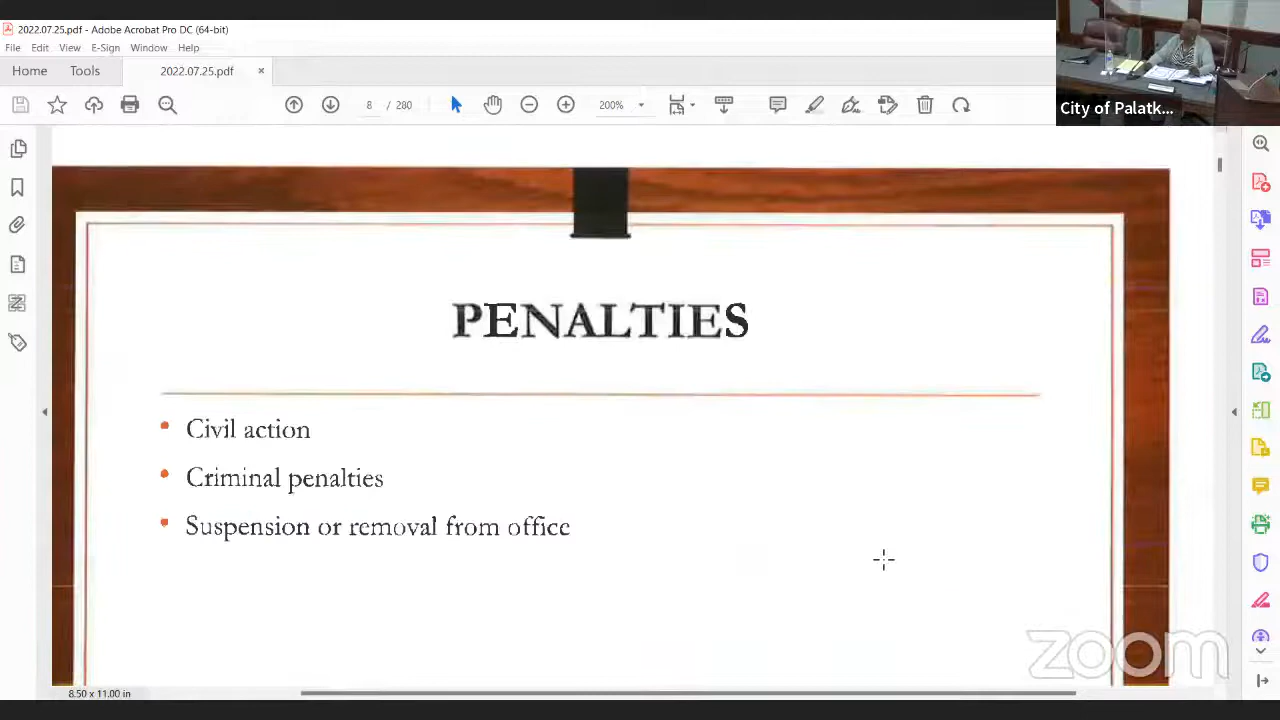 2022.07.25.pdf - Adobe Acrobat Pro DC (64-bit)
File Edit View E-Sign Window Help
Home Tools 2022.07.25.pdf ×
8 / 280 200%
City of Palatk...
PENALTIES
• Civil action
• Criminal penalties
• Suspension or removal from office
zoom
8.50 x 11.00 in